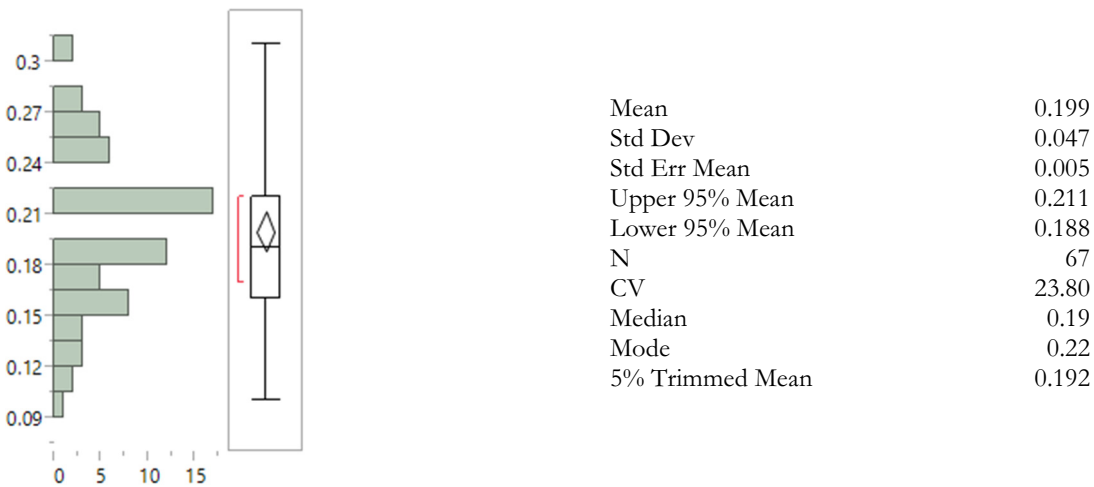 0.3
0.27
0.24
0.21
0.18
0.15
0.12
0.09
0 5 10 15
Mean 0.199
Std Dev 0.047
Std Err Mean 0.005
Upper 95% Mean 0.211
Lower 95% Mean 0.188
N 67
CV 23.80
Median 0.19
Mode 0.22
5% Trimmed Mean 0.192